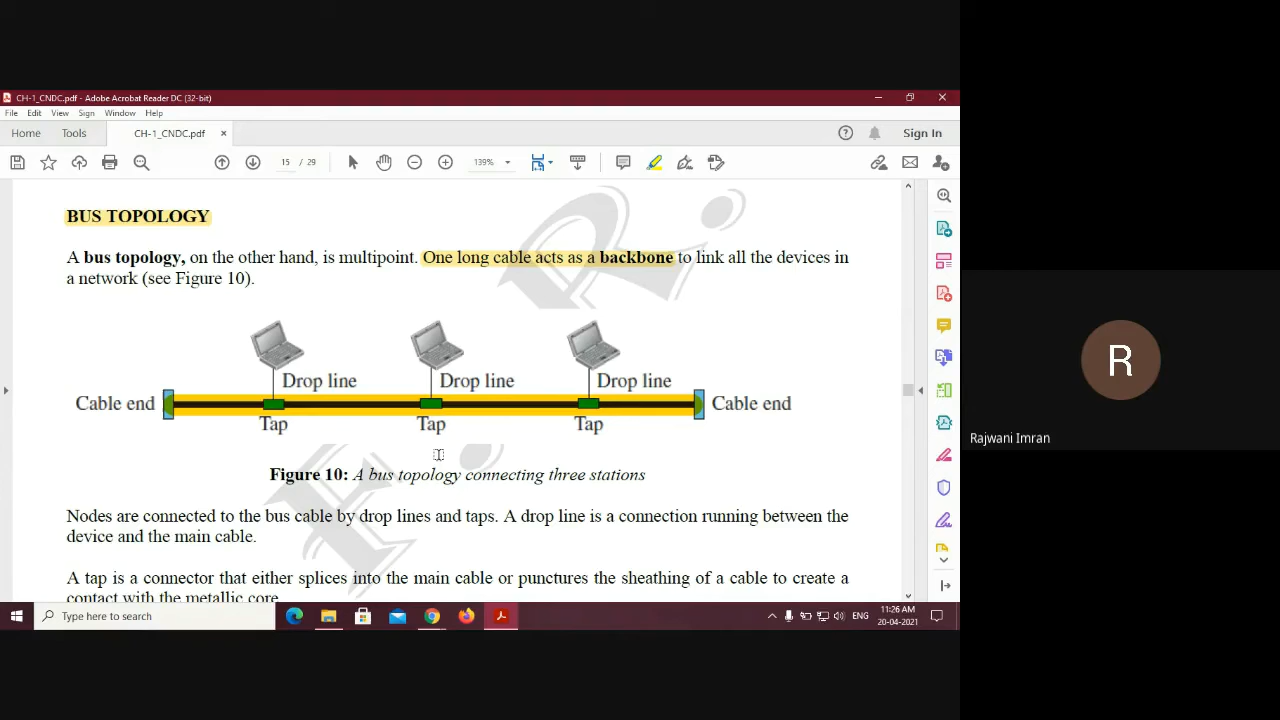 CH-1_CNDC.pdf - Adobe Acrobat Reader DC (32-bit)
File Edit View Sign Window Help
Home Tools CH-1_CNDC.pdf × Sign In
15 / 29 139%
BUS TOPOLOGY
A bus topology, on the other hand, is multipoint. One long cable acts as a backbone to link all the devices in
a network (see Figure 10).
Drop line Drop line Drop line
Cable end Cable end
Tap Tap Tap
Figure 10: A bus topology connecting three stations
Nodes are connected to the bus cable by drop lines and taps. A drop line is a connection running between the
device and the main cable.
A tap is a connector that either splices into the main cable or punctures the sheathing of a cable to create a
contact with the metallic core.
Type here to search
ENG
11:26 AM
20-04-2021
R
Rajwani Imran